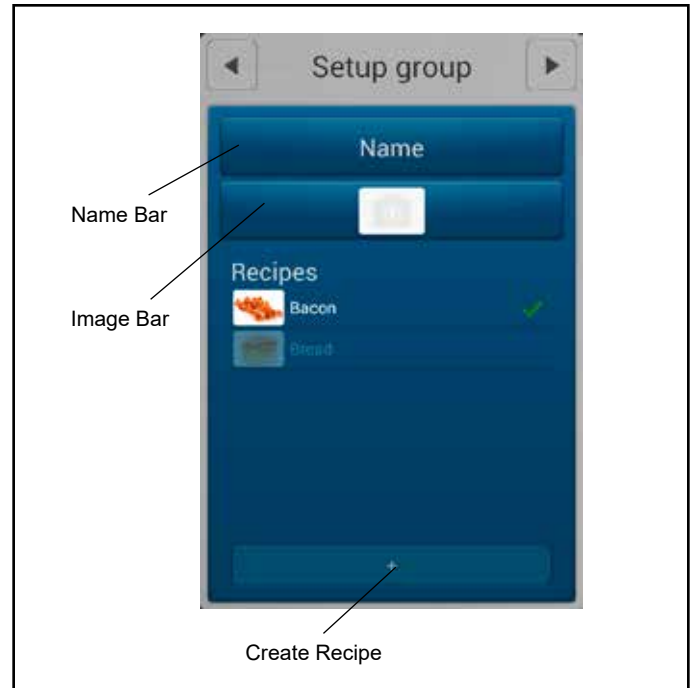 Setup group
Name
Name Bar
Image Bar
Recipes
Bacon
Bread
+
Create Recipe